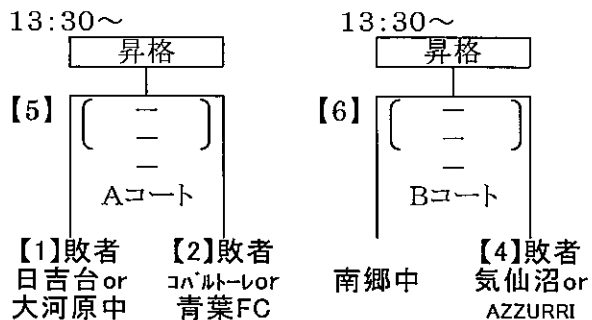 13:30～ 13:30～
昇格 昇格
【5】 【6】
( － ) ( － )
－ －
－ －
Aコート Bコート
【1】敗者 【2】敗者 【4】敗者
日吉台or コバルトーレor 南郷中 気仙沼or
大河原中 青葉FC AZZURRI